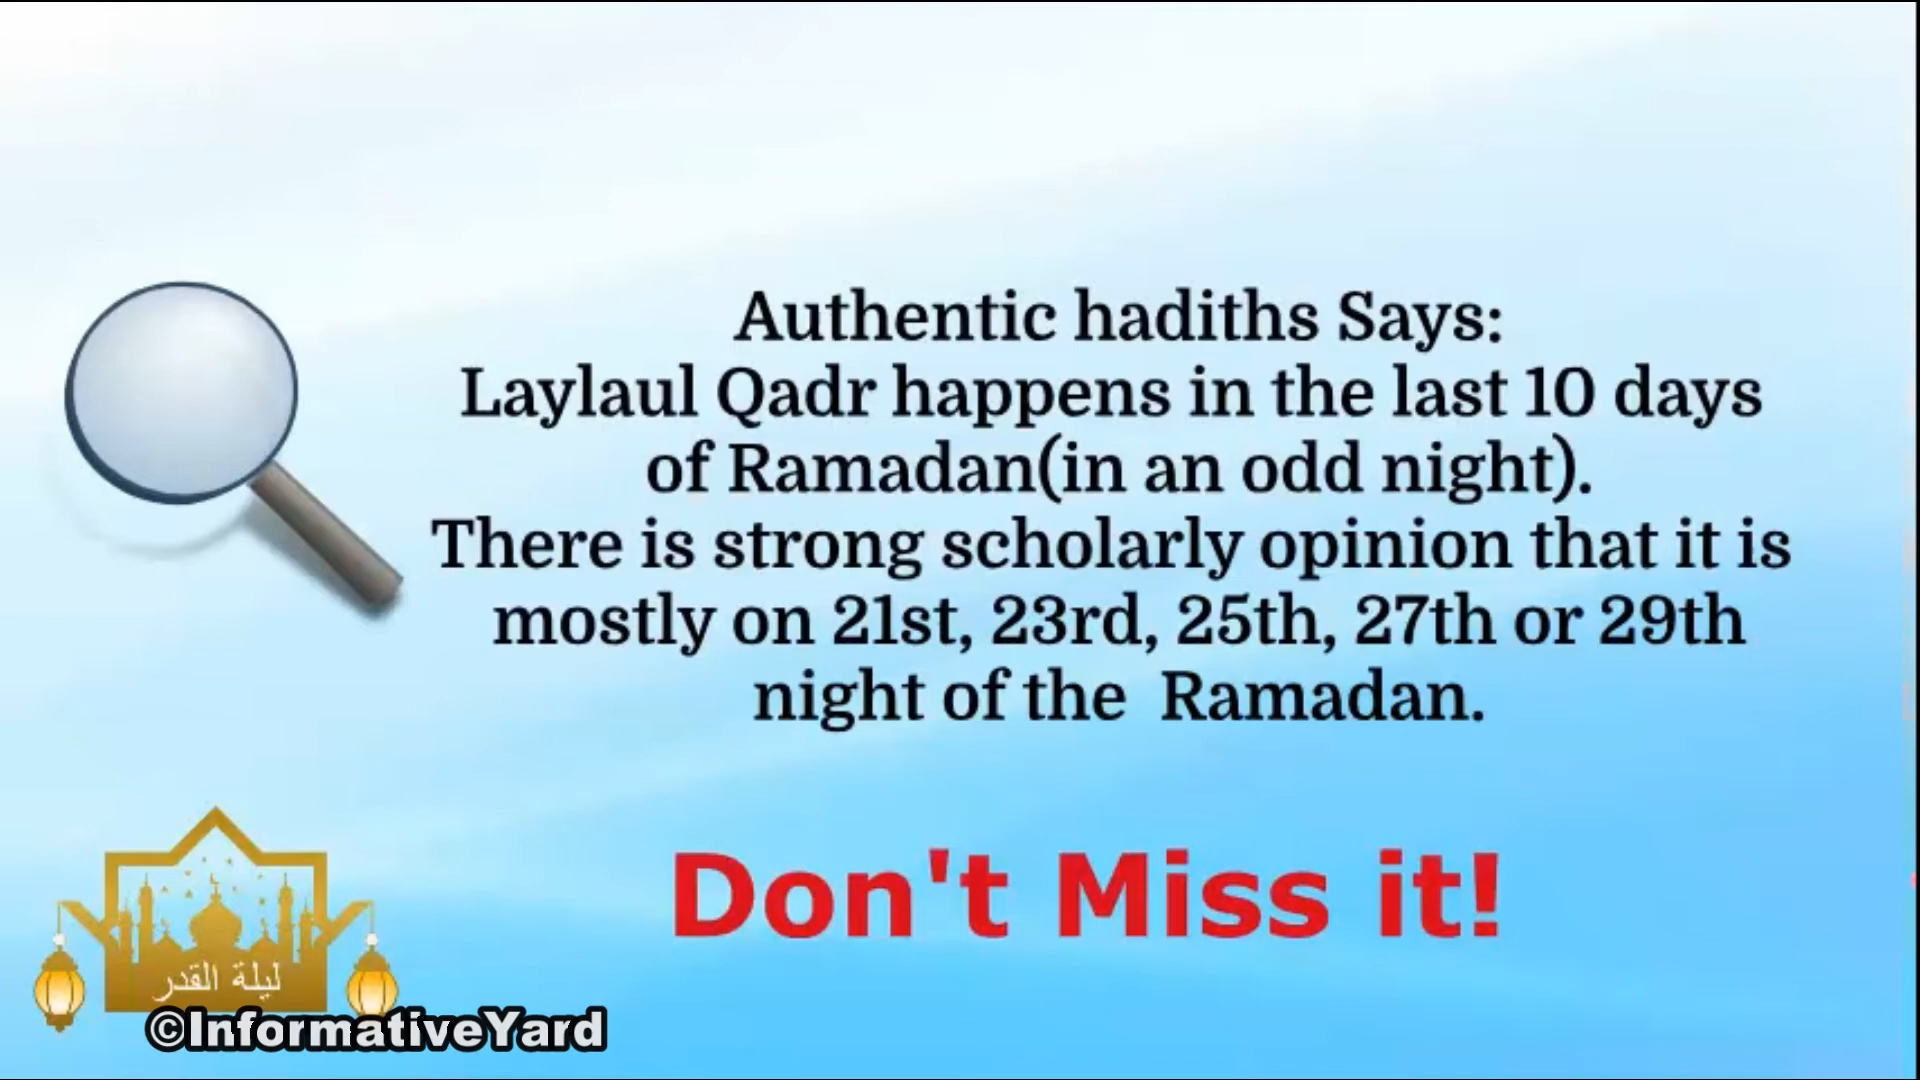 Authentic hadiths Says:
Laylaul Qadr happens in the last 10 days
of Ramadan(in an odd night).
There is strong scholarly opinion that it is
mostly on 21st, 23rd, 25th, 27th or 29th
night of the Ramadan.
Don't Miss it!
ليلة القدر
©InformativeYard